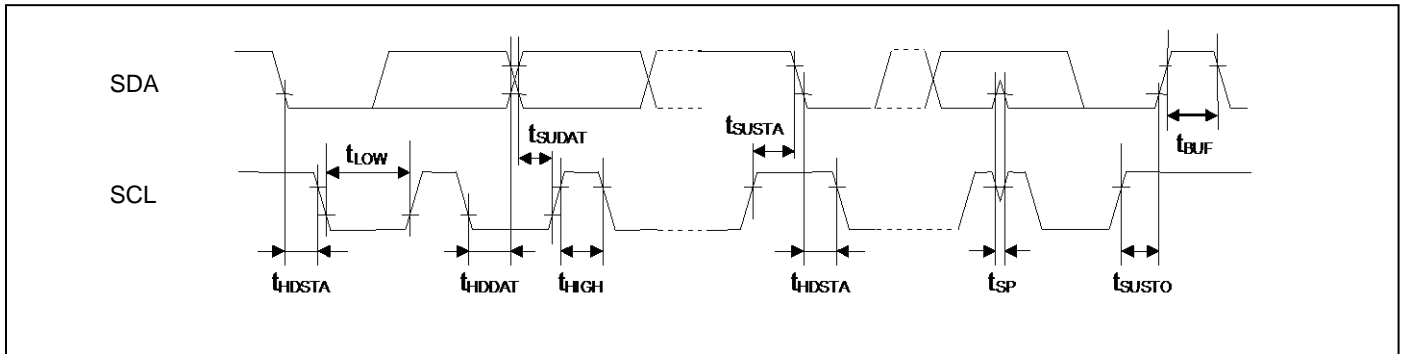 SDA
tSUDAT
tSUSTA
tBUF
tLOW
SCL
tHDSTA
tHDDAT
tHIGH
tHDSTA
tSP
tSUSTO